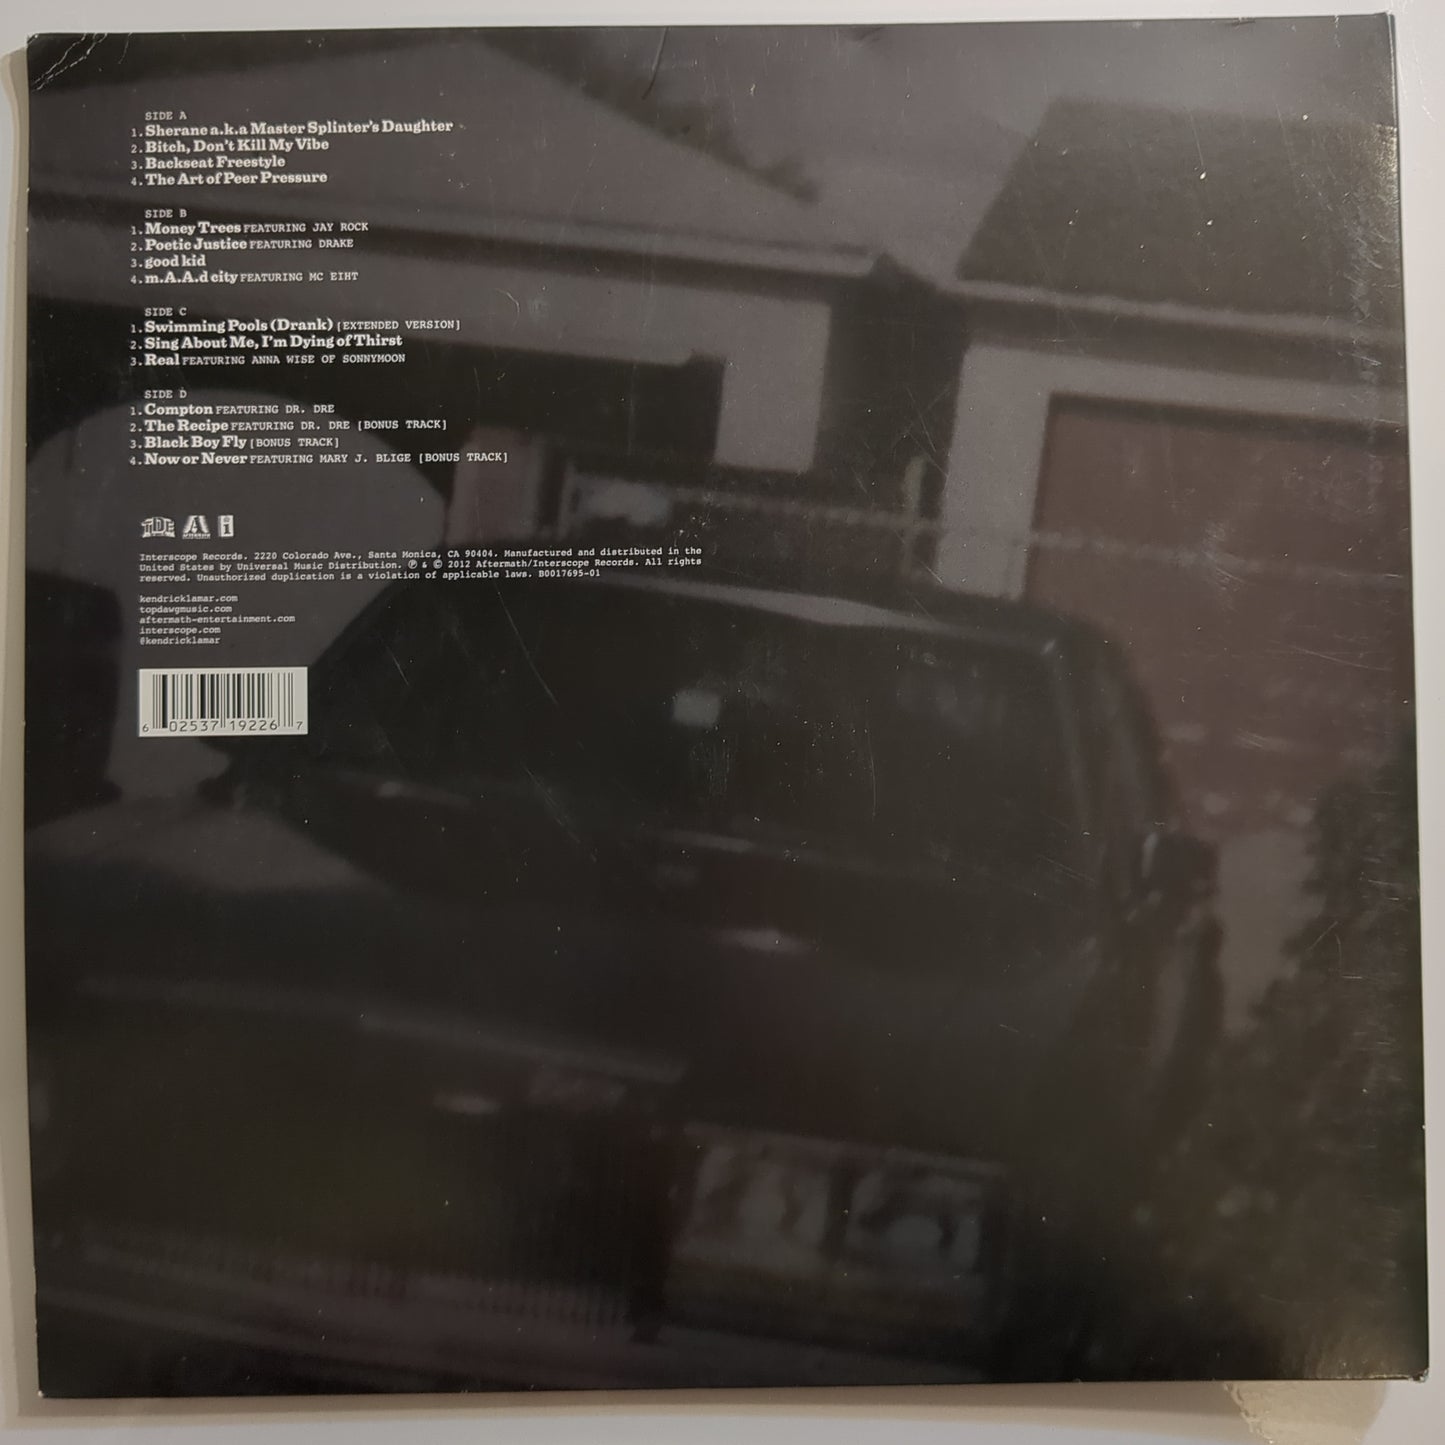 SIDE A
1. Sherane a.k.a Master Splinter's Daughter
2. Bitch, Don't Kill My Vibe
3. Backseat Freestyle
4. The Art of Peer Pressure
SIDE B
1. Money Trees FEATURING JAY ROCK
2. Poetic Justice FEATURING DRAKE
3. good kid
4. m.A.A.d city FEATURING MC EIHT
SIDE C
1. Swimming Pools (Drank) [EXTENDED VERSION]
2. Sing About Me, I'm Dying of Thirst
3. Real FEATURING ANNA WISE OF SONNYMOON
SIDE D
1. Compton FEATURING DR. DRE
2. The Recipe FEATURING DR. DRE [BONUS TRACK]
3. Black Boy Fly [BONUS TRACK]
4. Now or Never FEATURING MARY J. BLIGE [BONUS TRACK]
TDE A AFTERMATH i
Interscope Records. 2220 Colorado Ave., Santa Monica, CA 90404. Manufactured and distributed in the
United States by Universal Music Distribution. ℗ & © 2012 Aftermath/Interscope Records. All rights
reserved. Unauthorized duplication is a violation of applicable laws. B0017695-01
kendricklamar.com
topdawgmusic.com
aftermath-entertainment.com
interscope.com
@kendricklamar
6 02537 19226 7